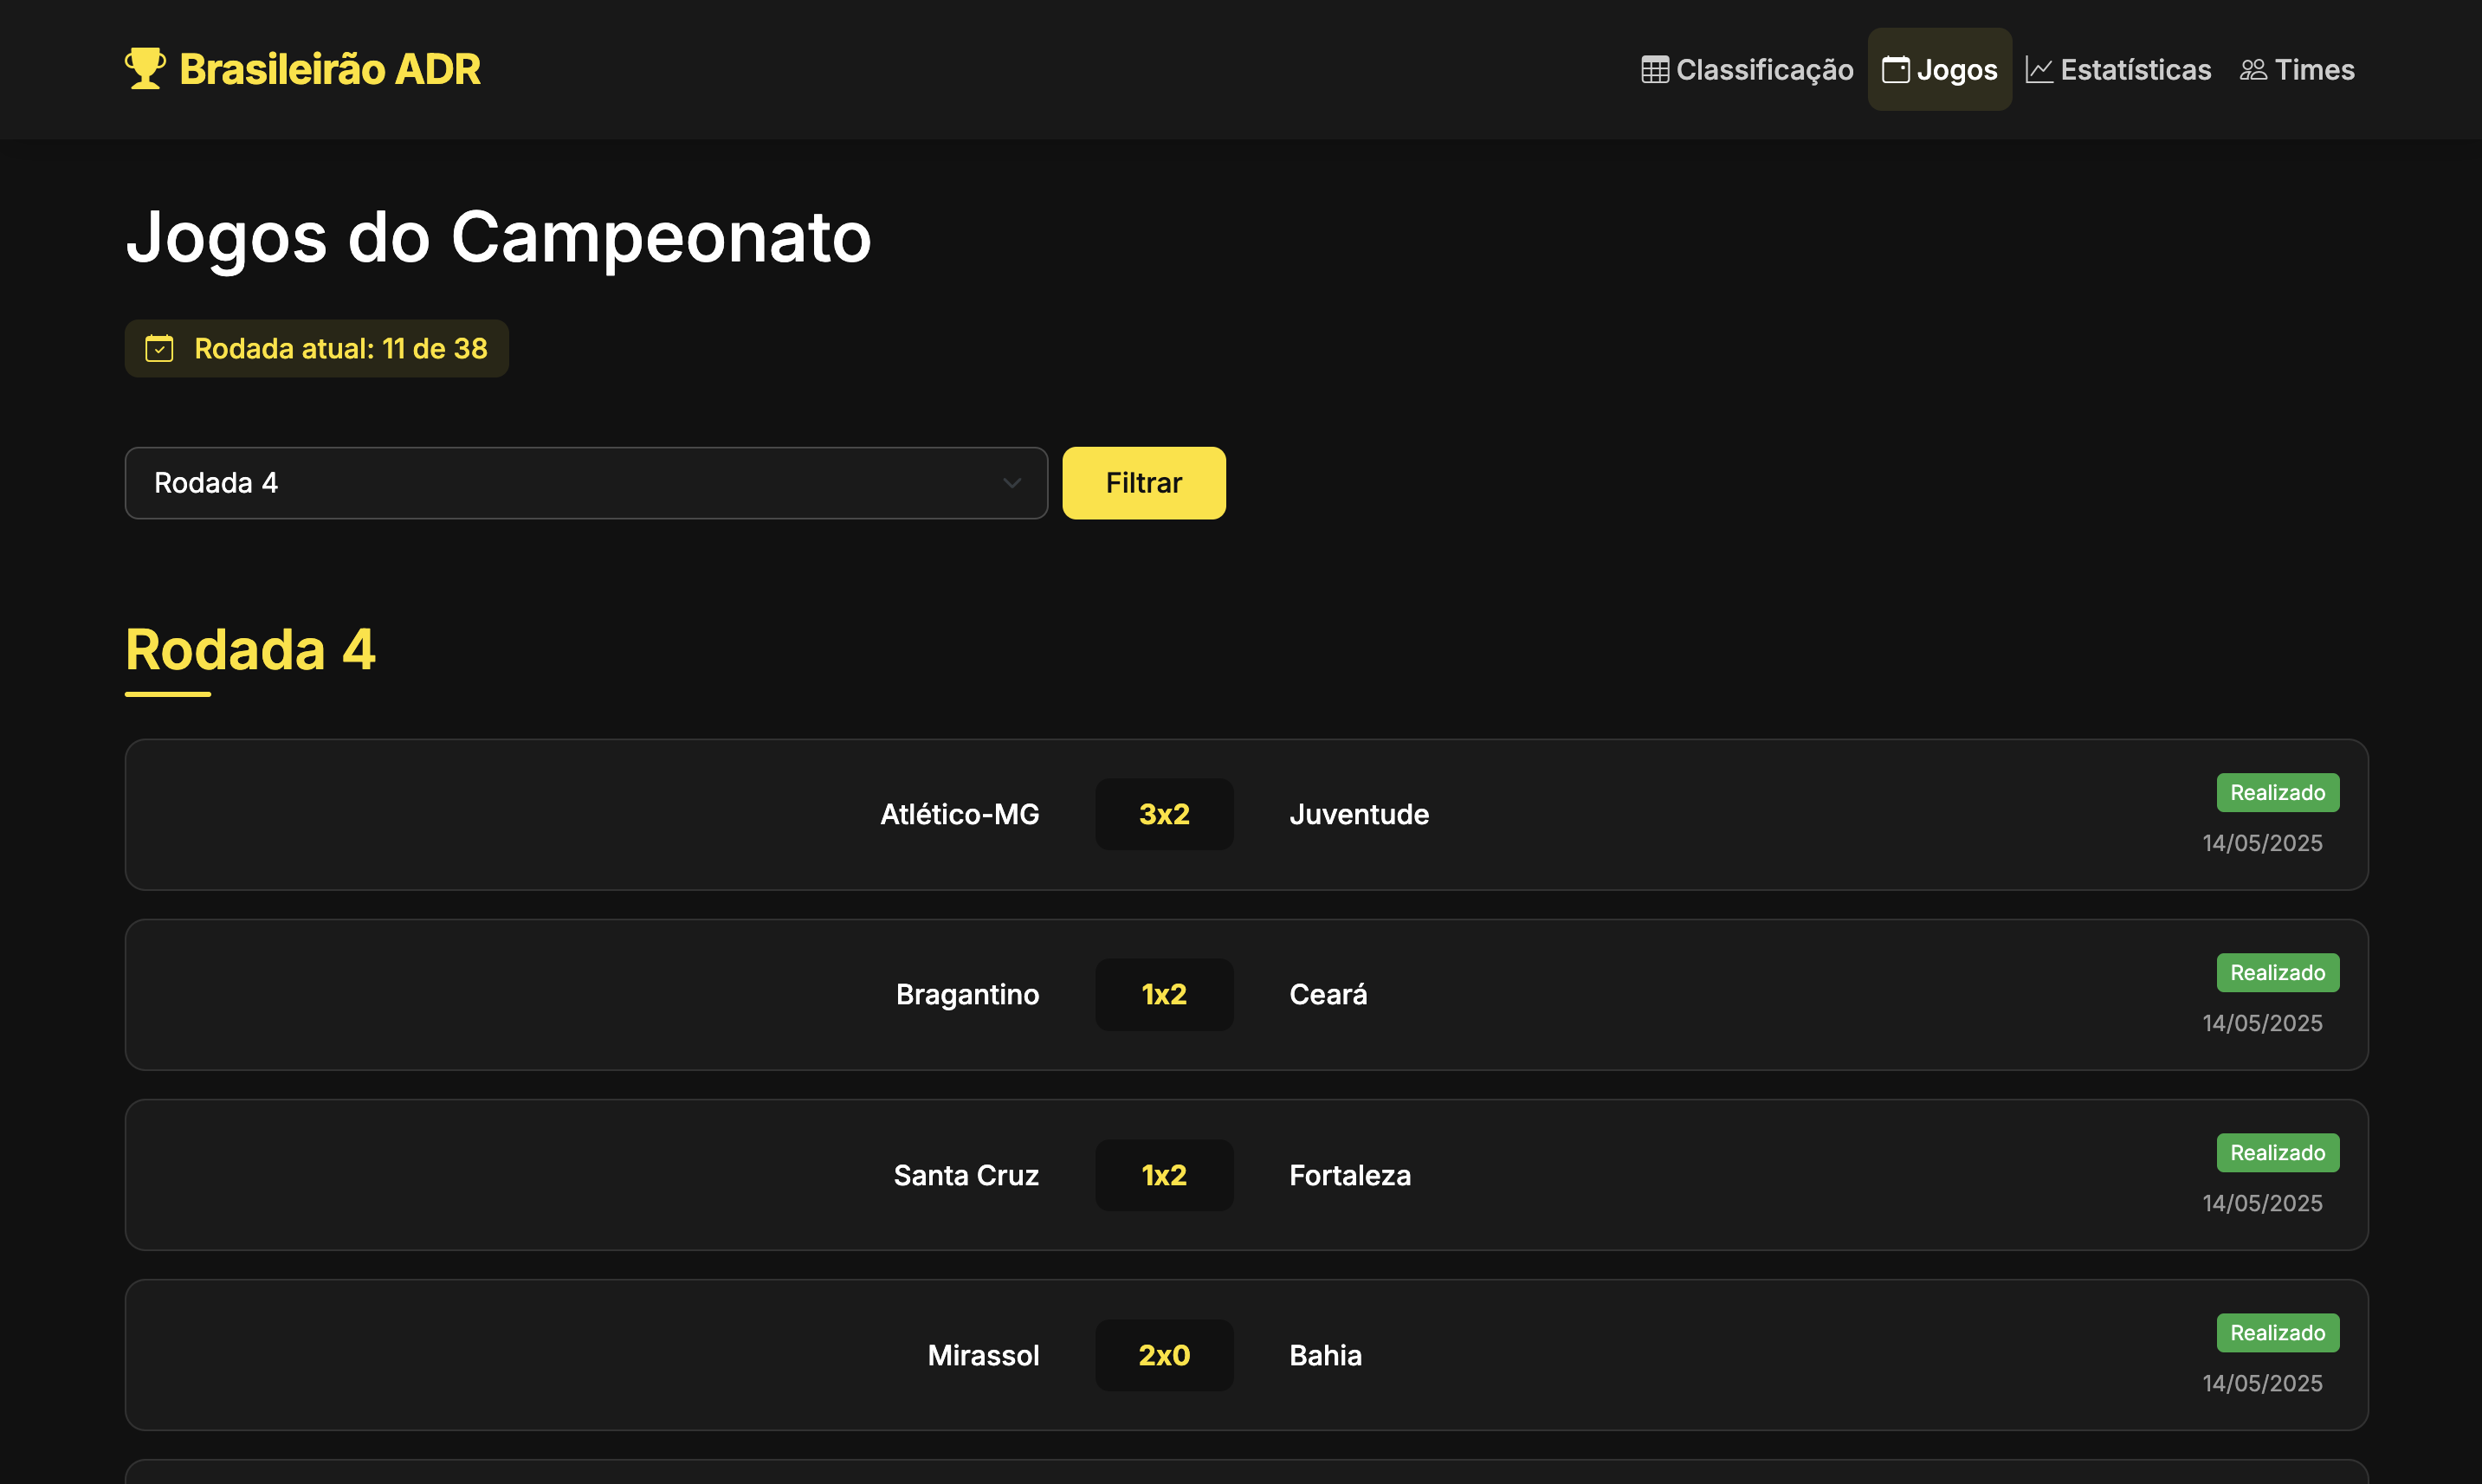 Brasileirão ADR
Classificação
Jogos
Estatísticas
Times
Jogos do Campeonato
Rodada atual: 11 de 38
Rodada 4
Filtrar
Rodada 4
Atlético-MG 3x2 Juventude
Realizado
14/05/2025
Bragantino 1x2 Ceará
Realizado
14/05/2025
Santa Cruz 1x2 Fortaleza
Realizado
14/05/2025
Mirassol 2x0 Bahia
Realizado
14/05/2025